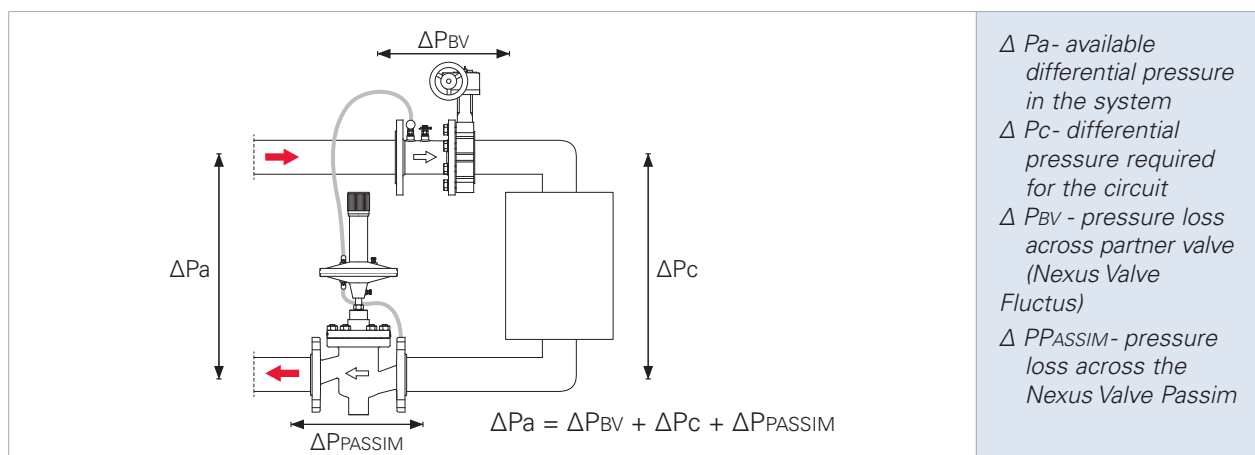 ΔPBV
ΔPa
ΔPc
ΔPPASSIM
ΔPa = ΔPBV + ΔPc + ΔPPASSIM
Δ Pa- available
differential pressure
in the system
Δ Pc- differential
pressure required
for the circuit
Δ PBV - pressure loss
across partner valve
(Nexus Valve
Fluctus)
Δ PPASSIM- pressure
loss across the
Nexus Valve Passim